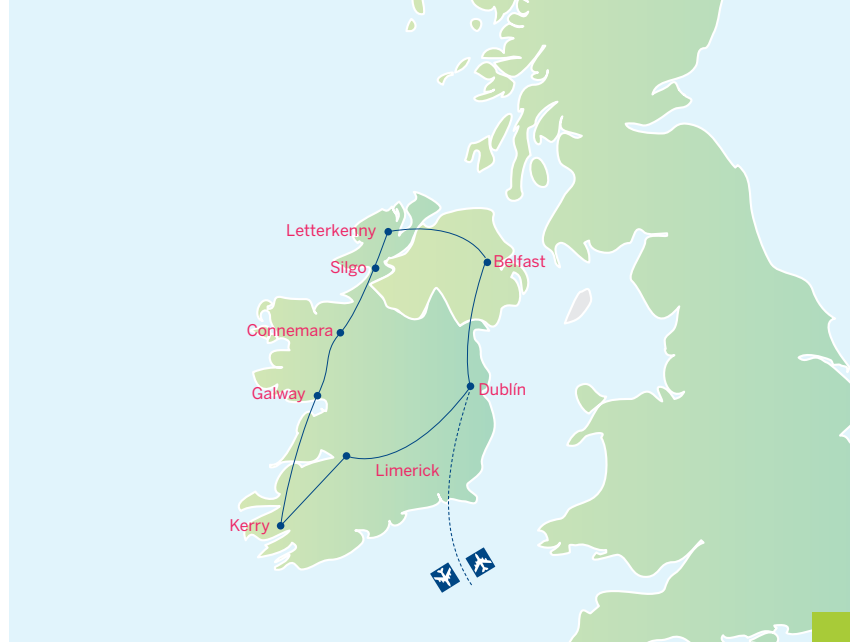 Letterkenny
Silgo
Belfast
Connemara
Galway
Dublín
Limerick
Kerry